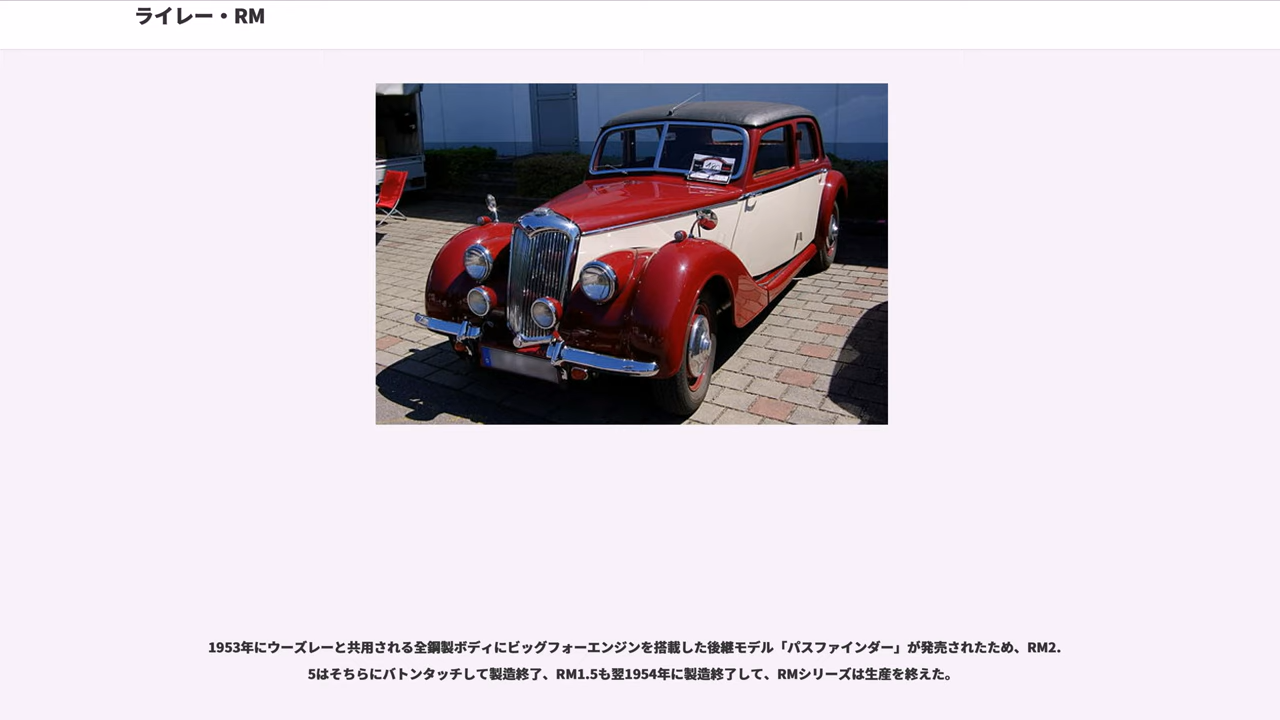 ライレー・RM
1953年にウーズレーと共用される全鋼製ボディにビッグフォーエンジンを搭載した後継モデル「パスファインダー」が発売されたため、RM2.
5はそちらにバトンタッチして製造終了、RM1.5も翌1954年に製造終了して、RMシリーズは生産を終えた。